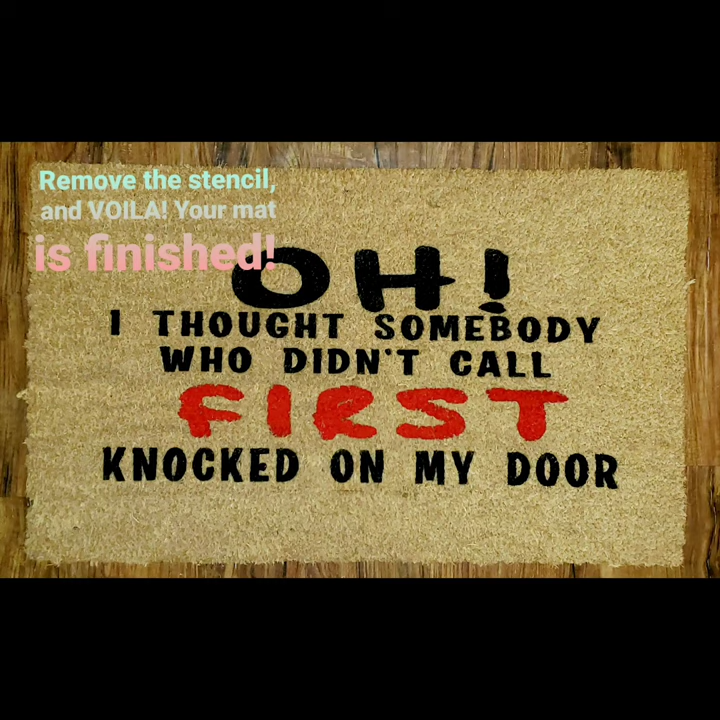 Remove the stencil,
and VOILA! Your mat
is finished!
OH!
I THOUGHT SOMEBODY
WHO DIDN'T CALL
FIRST
KNOCKED ON MY DOOR